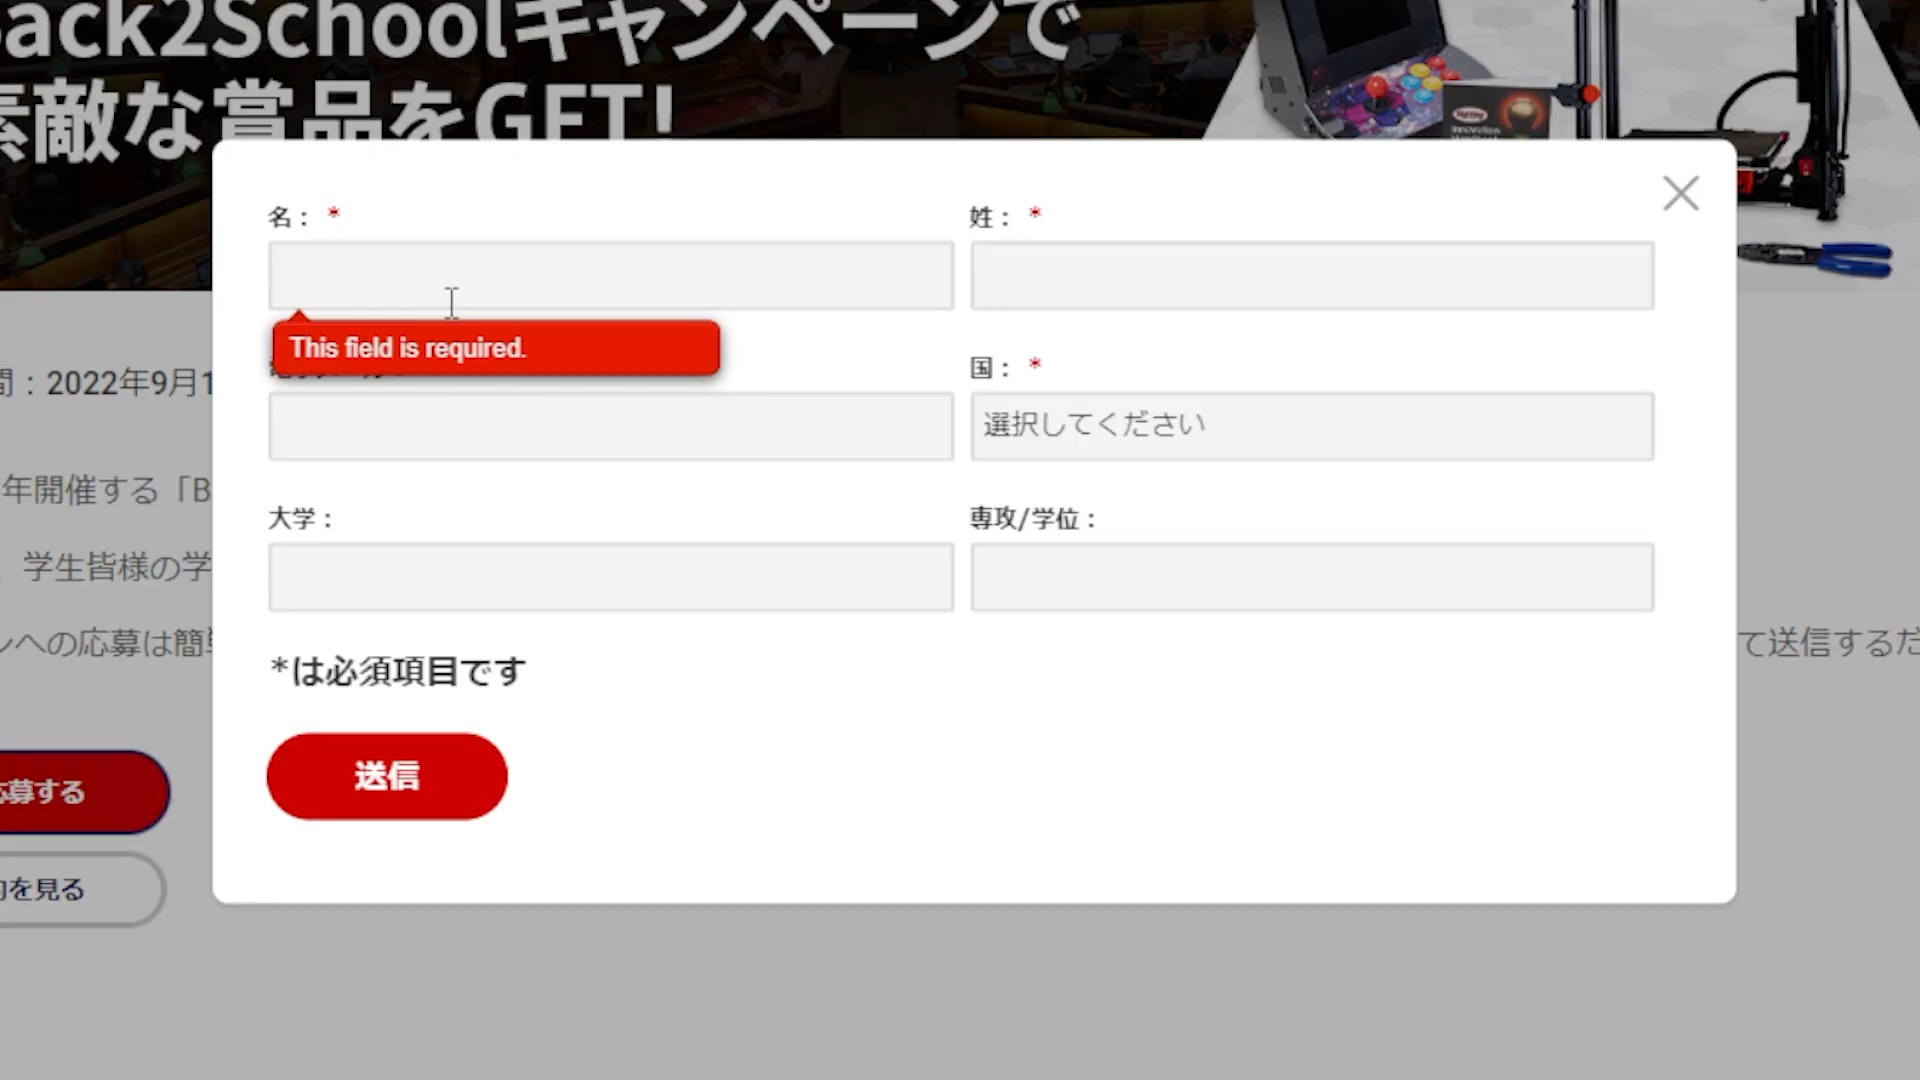 ack2Schoolキャンペーンで
素敵な賞品をGET!
名： *
姓： *
This field is required.
国： *
選択してください
大学：
専攻/学位：
*は必須項目です
送信
間：2022年9月1
年開催する「B
学生皆様の学
ンへの応募は簡
て送信するだ
応募する
を見る